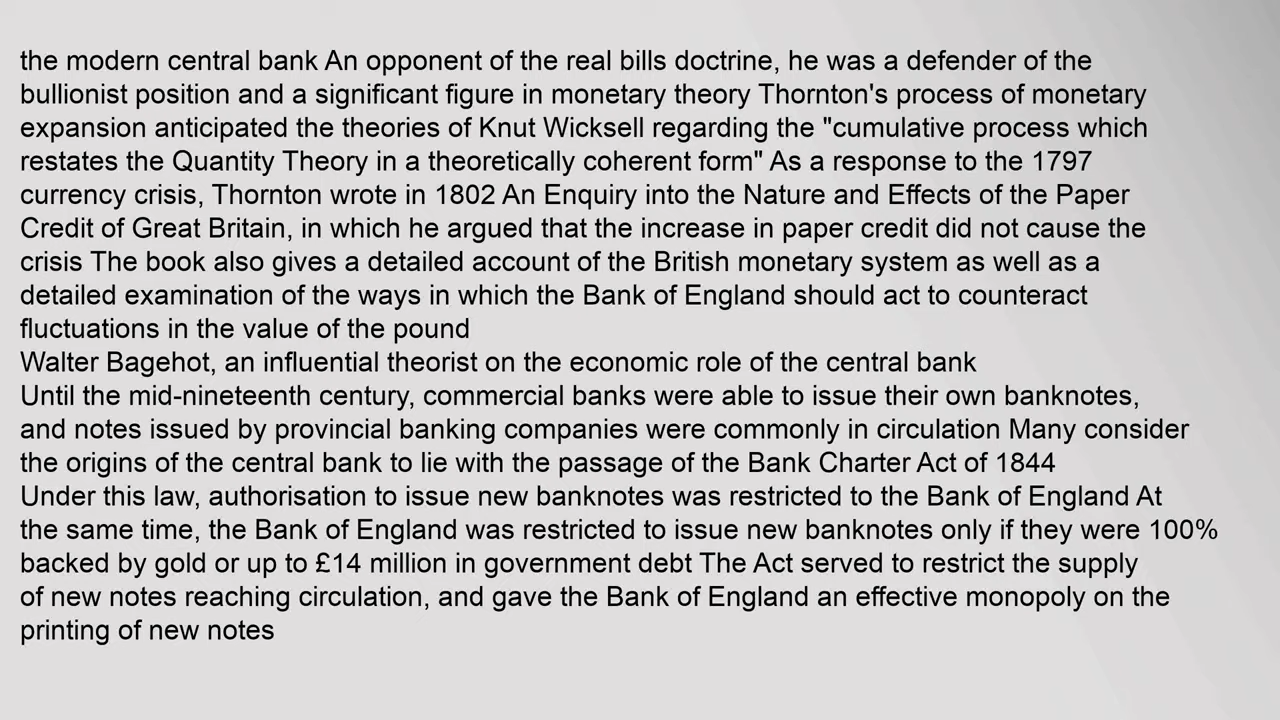 the modern central bank An opponent of the real bills doctrine, he was a defender of the
bullionist position and a significant figure in monetary theory Thornton's process of monetary
expansion anticipated the theories of Knut Wicksell regarding the "cumulative process which
restates the Quantity Theory in a theoretically coherent form" As a response to the 1797
currency crisis, Thornton wrote in 1802 An Enquiry into the Nature and Effects of the Paper
Credit of Great Britain, in which he argued that the increase in paper credit did not cause the
crisis The book also gives a detailed account of the British monetary system as well as a
detailed examination of the ways in which the Bank of England should act to counteract
fluctuations in the value of the pound
Walter Bagehot, an influential theorist on the economic role of the central bank
Until the mid-nineteenth century, commercial banks were able to issue their own banknotes,
and notes issued by provincial banking companies were commonly in circulation Many consider
the origins of the central bank to lie with the passage of the Bank Charter Act of 1844
Under this law, authorisation to issue new banknotes was restricted to the Bank of England At
the same time, the Bank of England was restricted to issue new banknotes only if they were 100%
backed by gold or up to £14 million in government debt The Act served to restrict the supply
of new notes reaching circulation, and gave the Bank of England an effective monopoly on the
printing of new notes